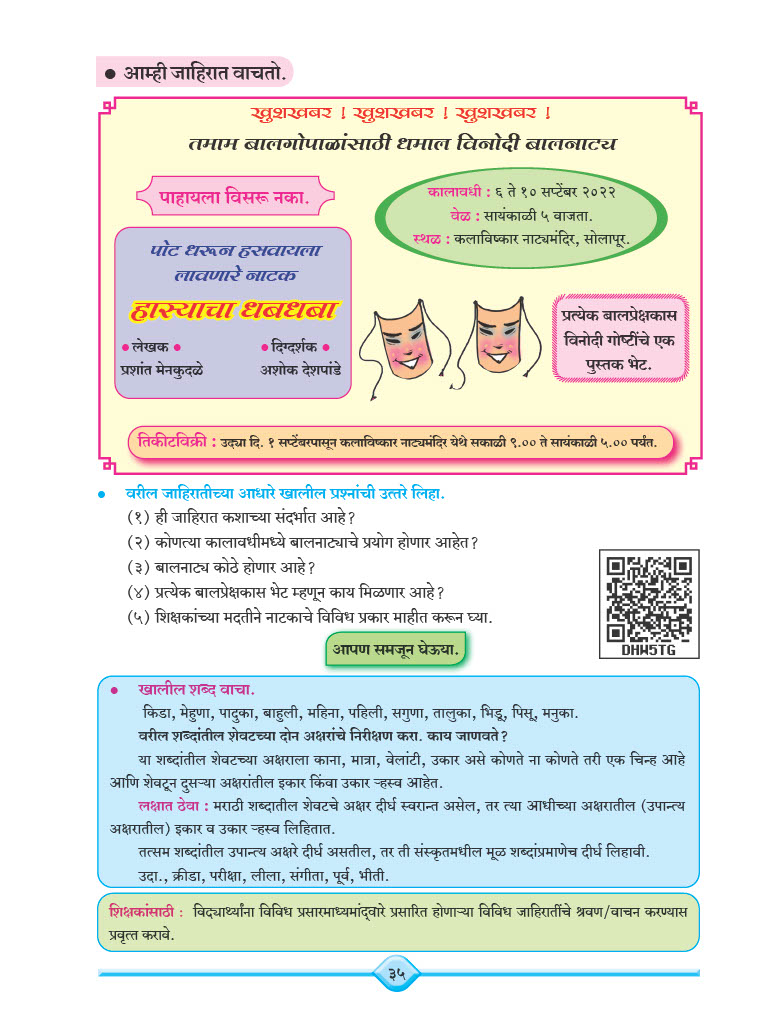 ● आम्ही जाहिरात वाचतो.
खुशखबर ! खुशखबर ! खुशखबर !
तमाम बालगोपाळांसाठी धमाल विनोदी बालनाट्य
पाहायला विसरू नका.
कालावधी : ६ ते १० सप्टेंबर २०२२
वेळ : सायंकाळी ५ वाजता.
स्थळ : कलाविष्कार नाट्यमंदिर, सोलापूर.
पोट धरून हसवायला
लावणारे नाटक
हास्याचा धबधबा
● लेखक ● ● दिग्दर्शक ●
प्रशांत मेनकुदळे अशोक देशपांडे
प्रत्येक बालप्रेक्षकास
विनोदी गोष्टींचे एक
पुस्तक भेट.
तिकीटविक्री : उद्या दि. १ सप्टेंबरपासून कलाविष्कार नाट्यमंदिर येथे सकाळी ९.०० ते सायंकाळी ५.०० पर्यंत.
● वरील जाहिरातीच्या आधारे खालील प्रश्नांची उत्तरे लिहा.
(१) ही जाहिरात कशाच्या संदर्भात आहे?
(२) कोणत्या कालावधीमध्ये बालनाट्याचे प्रयोग होणार आहेत?
(३) बालनाट्य कोठे होणार आहे?
(४) प्रत्येक बालप्रेक्षकास भेट म्हणून काय मिळणार आहे?
(५) शिक्षकांच्या मदतीने नाटकाचे विविध प्रकार माहीत करून घ्या.
DHW5TG
आपण समजून घेऊया.
● खालील शब्द वाचा.
किडा, मेहुणा, पादुका, बाहुली, महिना, पहिली, सगुणा, तालुका, भिडू, पिसू, मनुका.
वरील शब्दांतील शेवटच्या दोन अक्षरांचे निरीक्षण करा. काय जाणवते?
या शब्दांतील शेवटच्या अक्षराला काना, मात्रा, वेलांटी, उकार असे कोणते ना कोणते तरी एक चिन्ह आहे
आणि शेवटून दुसऱ्या अक्षरांतील इकार किंवा उकार ऱ्हस्व आहेत.
लक्षात ठेवा : मराठी शब्दातील शेवटचे अक्षर दीर्घ स्वरान्त असेल, तर त्या आधीच्या अक्षरातील (उपान्त्य
अक्षरातील) इकार व उकार ऱ्हस्व लिहितात.
तत्सम शब्दांतील उपान्त्य अक्षरे दीर्घ असतील, तर ती संस्कृतमधील मूळ शब्दांप्रमाणेच दीर्घ लिहावी.
उदा., क्रीडा, परीक्षा, लीला, संगीता, पूर्व, भीती.
शिक्षकांसाठी : विद्यार्थ्यांना विविध प्रसारमाध्यमांद्वारे प्रसारित होणाऱ्या विविध जाहिरातींचे श्रवण/वाचन करण्यास
प्रवृत्त करावे.
३५